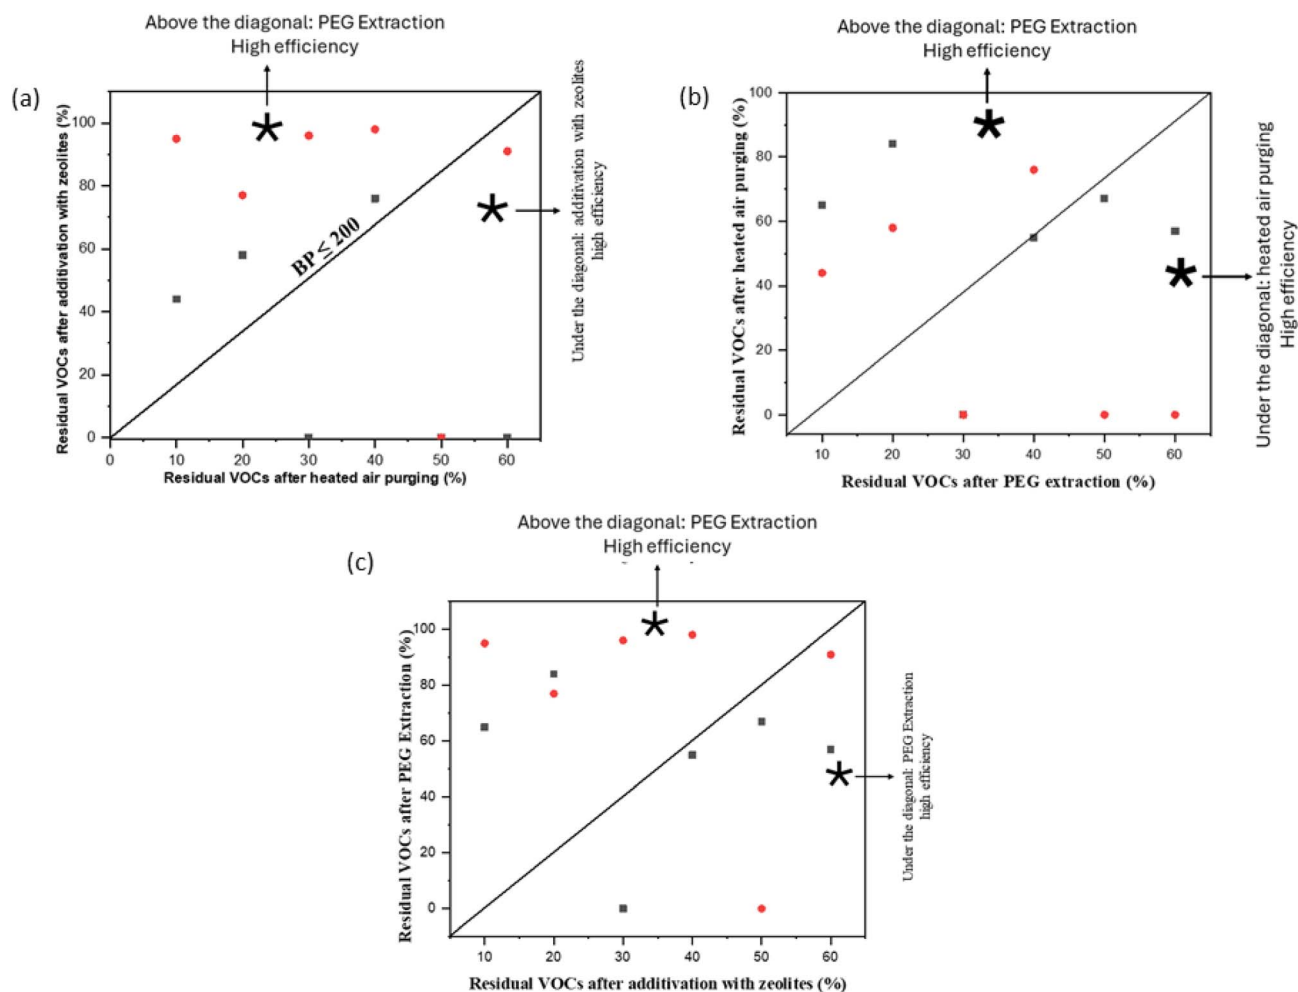 Above the diagonal: PEG Extraction
High efficiency
(a)
Residual VOCs after additivation with zeolites (%)
100
80
60
40
20
0
BP ≤ 200
Under the diagonal: additivation with zeolites
high efficiency
0
10
20
30
40
50
60
Residual VOCs after heated air purging (%)
Above the diagonal: PEG Extraction
High efficiency
(b)
Residual VOCs after heated air purging (%)
100
80
60
40
20
0
Under the diagonal: heated air purging
High efficiency
10
20
30
40
50
60
Residual VOCs after PEG extraction (%)
Above the diagonal: PEG Extraction
High efficiency
(c)
Residual VOCs after PEG Extraction (%)
100
80
60
40
20
0
Under the diagonal: PEG Extraction
high efficiency
10
20
30
40
50
60
Residual VOCs after additivation with zeolites (%)